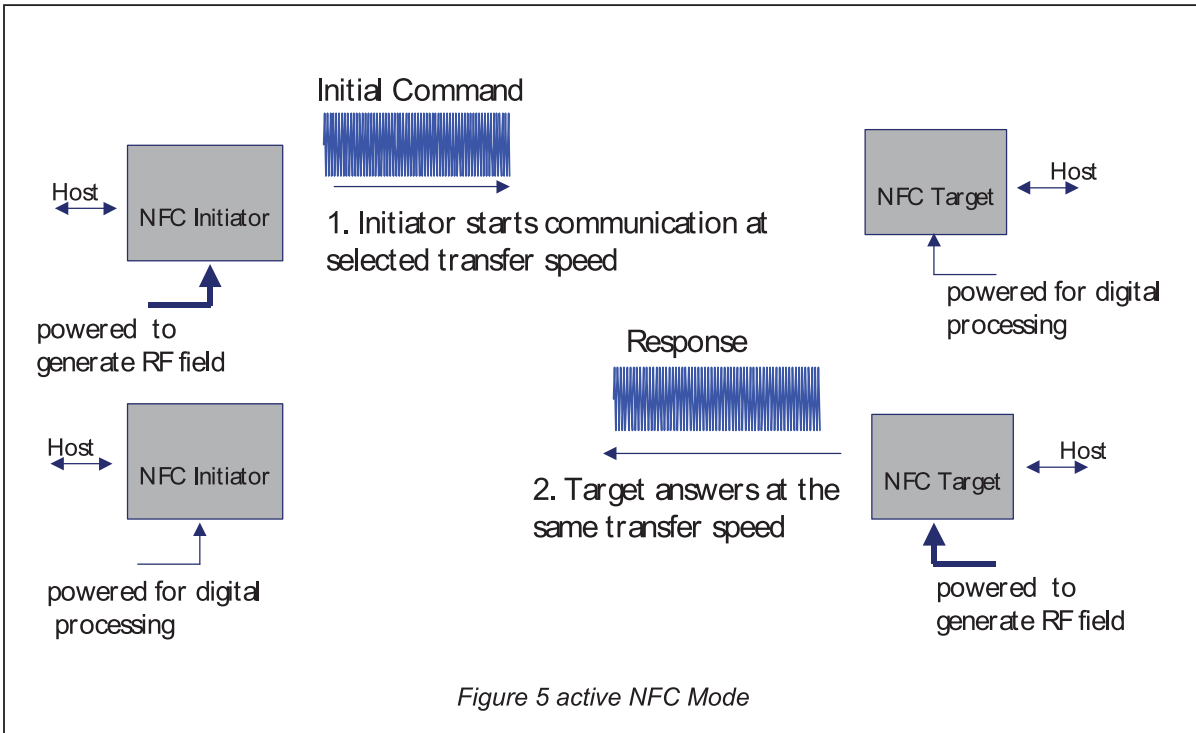 Initial Command
Host
NFC Initiator
1. Initiator starts communication at
selected transfer speed
powered to
generate RF field
NFC Target
Host
powered for digital
processing
Response
Host
NFC Initiator
powered for digital
processing
2. Target answers at the
same transfer speed
NFC Target
Host
powered to
generate RF field
Figure 5 active NFC Mode